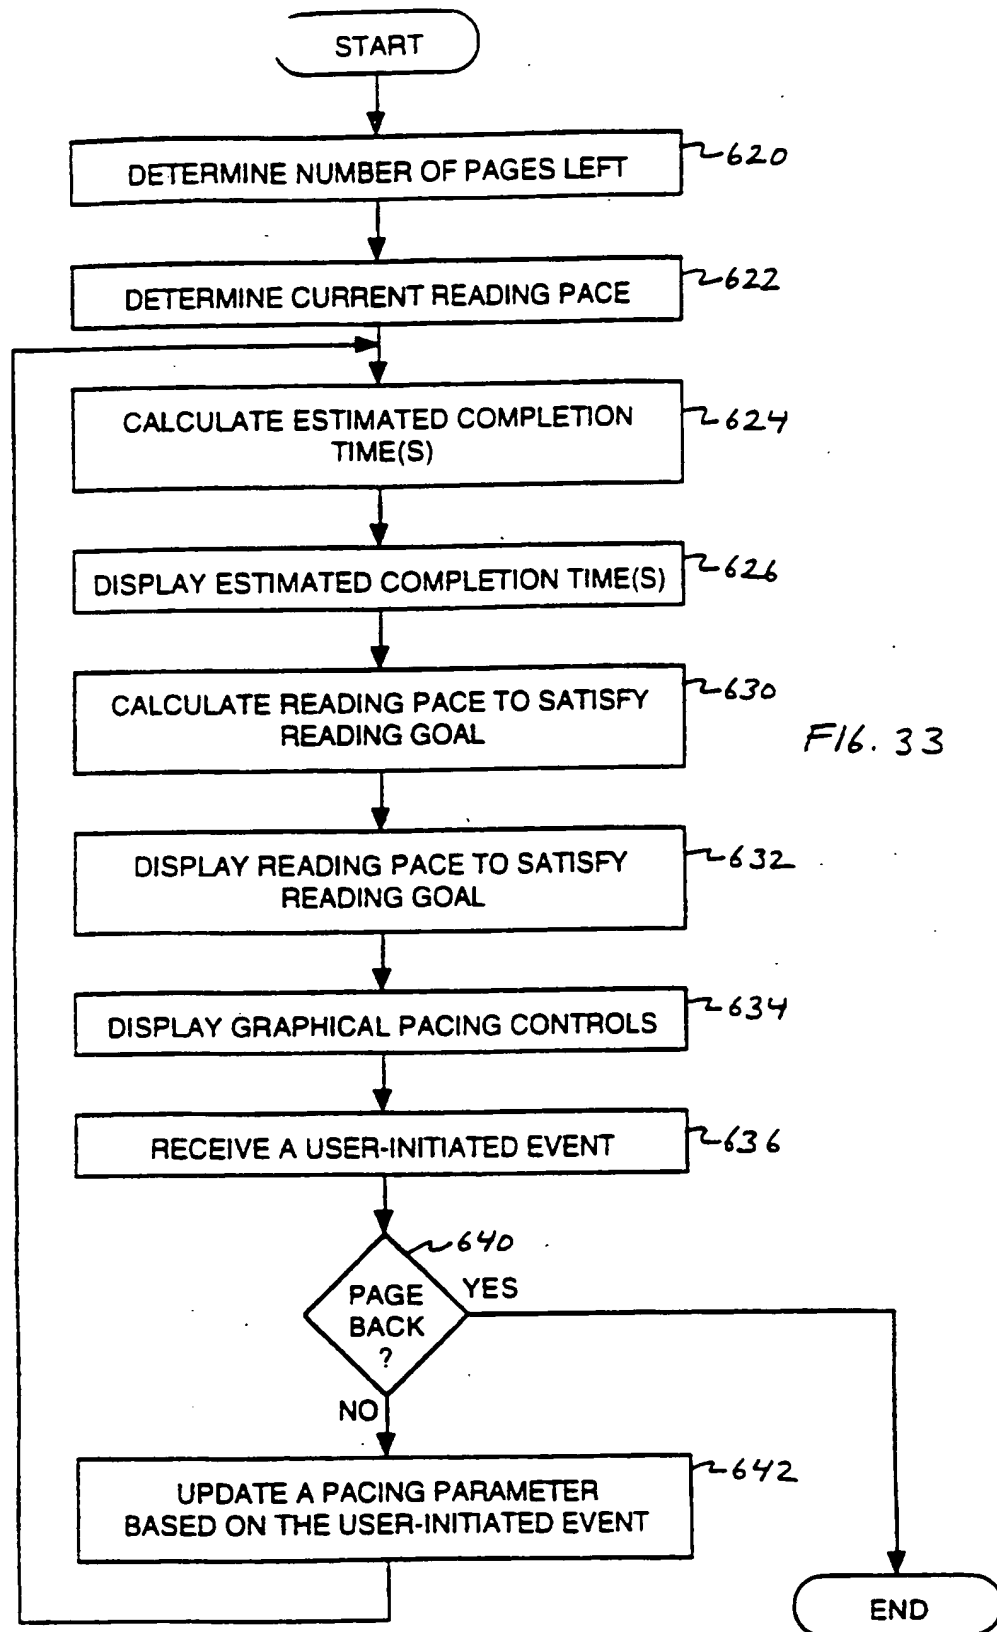 START
DETERMINE NUMBER OF PAGES LEFT
620
DETERMINE CURRENT READING PACE
622
CALCULATE ESTIMATED COMPLETION
TIME(S)
624
DISPLAY ESTIMATED COMPLETION TIME(S)
626
CALCULATE READING PACE TO SATISFY
READING GOAL
630
FIG. 33
DISPLAY READING PACE TO SATISFY
READING GOAL
632
DISPLAY GRAPHICAL PACING CONTROLS
634
RECEIVE A USER-INITIATED EVENT
636
640
PAGE
BACK
?
YES
NO
UPDATE A PACING PARAMETER
BASED ON THE USER-INITIATED EVENT
642
END